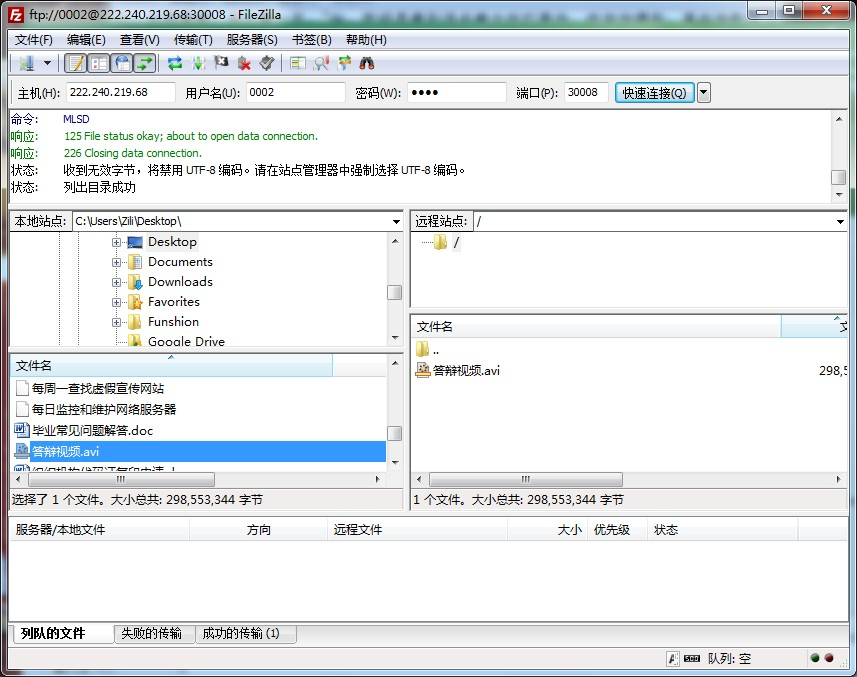 ftp://0002@222.240.219.68:30008 - FileZilla
文件(F) 编辑(E) 查看(V) 传输(T) 服务器(S) 书签(B) 帮助(H)
主机(H): 222.240.219.68 用户名(U): 0002 密码(W): ●●●● 端口(P): 30008 快速连接(Q)
命令: MLSD
响应: 125 File status okay; about to open data connection.
响应: 226 Closing data connection.
状态: 收到无效字节，将禁用 UTF-8 编码。请在站点管理器中强制选择 UTF-8 编码。
状态: 列出目录成功
本地站点: C:\Users\Zili\Desktop\
Desktop
Documents
Downloads
Favorites
Funshion
Google Drive
文件名
每周一查找虚假宣传网站
每日监控和维护网络服务器
毕业常见问题解答.doc
答辩视频.avi
选择了 1 个文件。大小总共: 298,553,344 字节
远程站点: /
/
文件名
..
答辩视频.avi 298,5
1 个文件。大小总共: 298,553,344 字节
服务器/本地文件 方向 远程文件 大小 优先级 状态
列队的文件 失败的传输 成功的传输 (1)
队列: 空